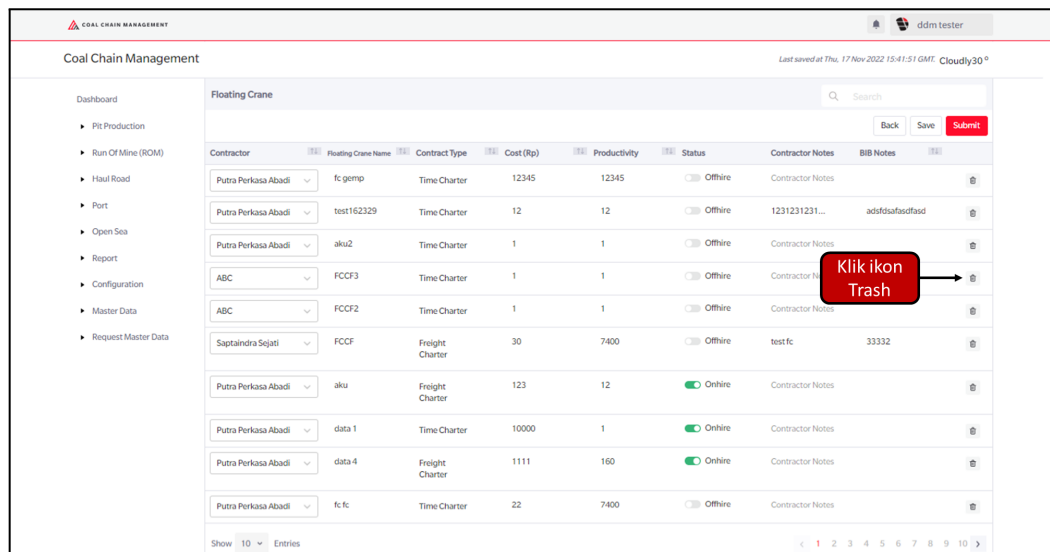 COAL CHAIN MANAGEMENT
ddm tester
Coal Chain Management
Last saved at Thu, 17 Nov 2022 15:41:51 GMT. Cloudly30°
Dashboard
Pit Production
Run Of Mine (ROM)
Haul Road
Port
Open Sea
Report
Configuration
Master Data
Request Master Data
Floating Crane
Search
Back Save Submit
Contractor Floating Crane Name Contract Type Cost (Rp) Productivity Status Contractor Notes BIB Notes
Putra Perkasa Abadi fc gemp Time Charter 12345 12345 Offhire Contractor Notes
Putra Perkasa Abadi test162329 Time Charter 12 12 Offhire 1231231231... adsfdsafasdfasd
Putra Perkasa Abadi aku2 Time Charter 1 1 Offhire Contractor Notes
ABC FCCF3 Time Charter 1 1 Offhire Contractor
Klik ikon
Trash
ABC FCCF2 Time Charter 1 1 Offhire Contractor Notes
Saptaindra Sejati FCCF Freight Charter 30 7400 Offhire test fc 33332
Putra Perkasa Abadi aku Freight Charter 123 12 Onhire Contractor Notes
Putra Perkasa Abadi data 1 Time Charter 10000 1 Onhire Contractor Notes
Putra Perkasa Abadi data 4 Freight Charter 1111 160 Onhire Contractor Notes
Putra Perkasa Abadi fc fc Time Charter 22 7400 Offhire Contractor Notes
Show 10 Entries
1 2 3 4 5 6 7 8 9 10